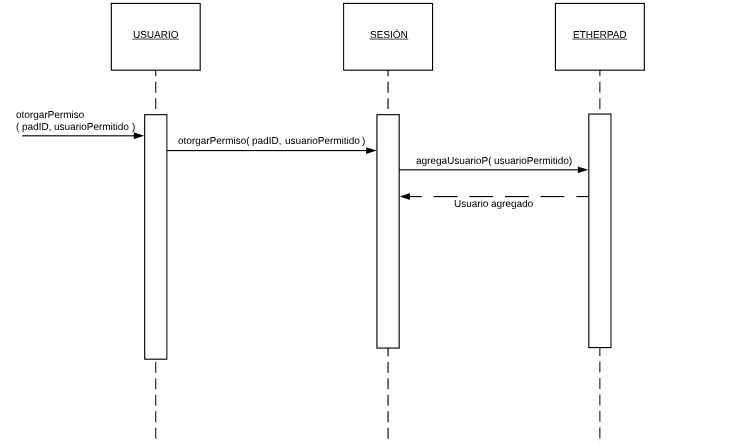 USUARIO
SESIÓN
ETHERPAD
otorgarPermiso
( padID, usuarioPermitido )
otorgarPermiso( padID, usuarioPermitido )
agregaUsuarioP( usuarioPermitido)
Usuario agregado